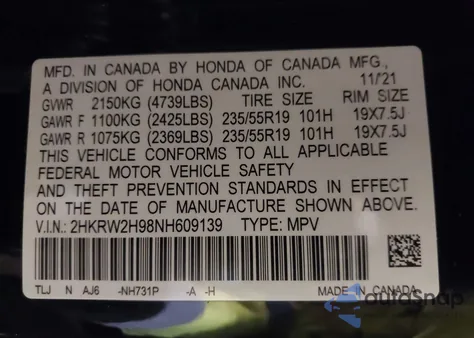 MFD. IN CANADA BY HONDA OF CANADA MFG.,
A DIVISION OF HONDA CANADA INC. 11/21
GVWR 2150KG (4739LBS) TIRE SIZE RIM SIZE
GAWR F 1100KG (2425LBS) 235/55R19 101H 19X7.5J
GAWR R 1075KG (2369LBS) 235/55R19 101H 19X7.5J
THIS VEHICLE CONFORMS TO ALL APPLICABLE
FEDERAL MOTOR VEHICLE SAFETY
AND THEFT PREVENTION STANDARDS IN EFFECT
ON THE DATE OF MANUFACTURE SHOWN ABOVE.
V.I.N.: 2HKRW2H98NH609139 TYPE: MPV
TLJ N AJ6 -NH731P -A -H MADE IN CANADA
autoSnap